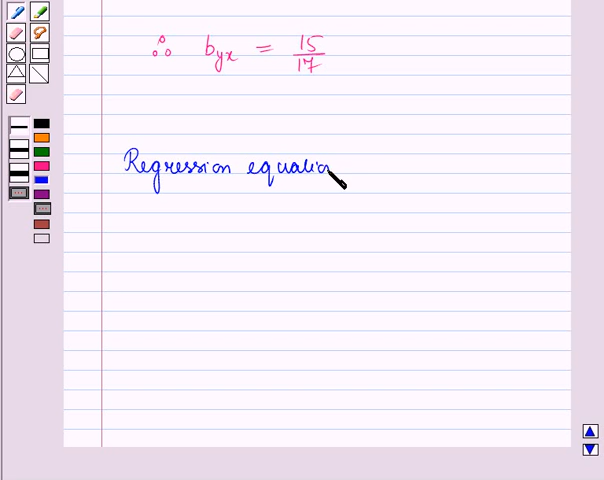 ∴ byx = 15/17
Regression equatio